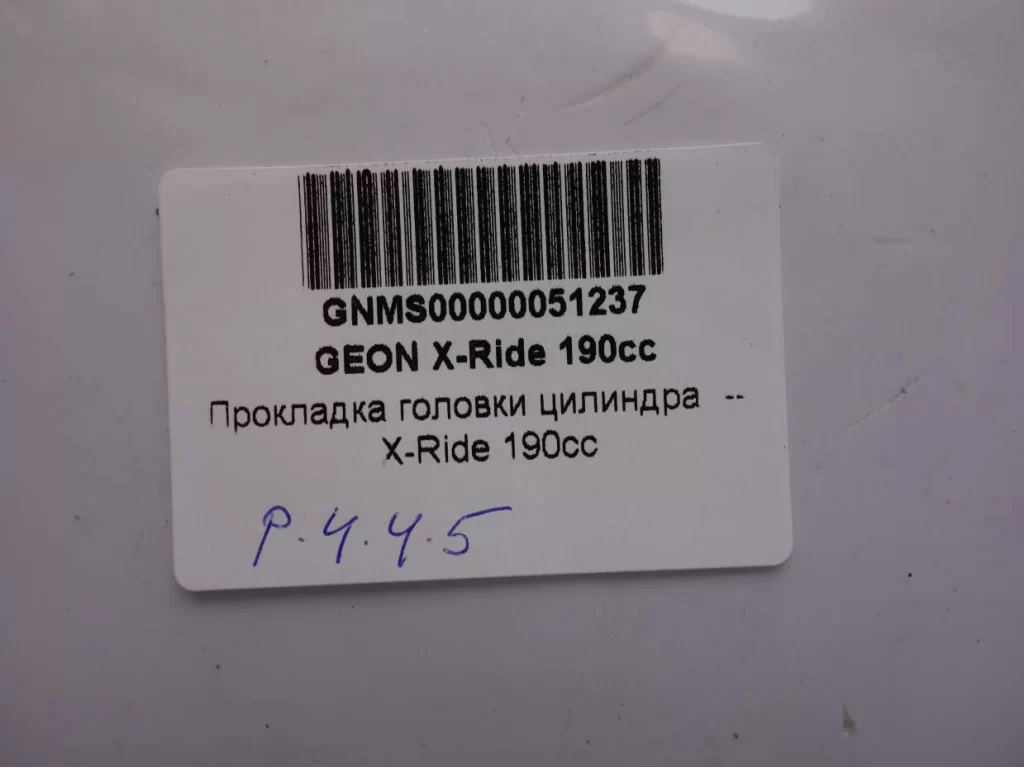 GNMS00000051237
GEON X-Ride 190cc
Прокладка головки цилиндра --
X-Ride 190cc
Р.4.4.5